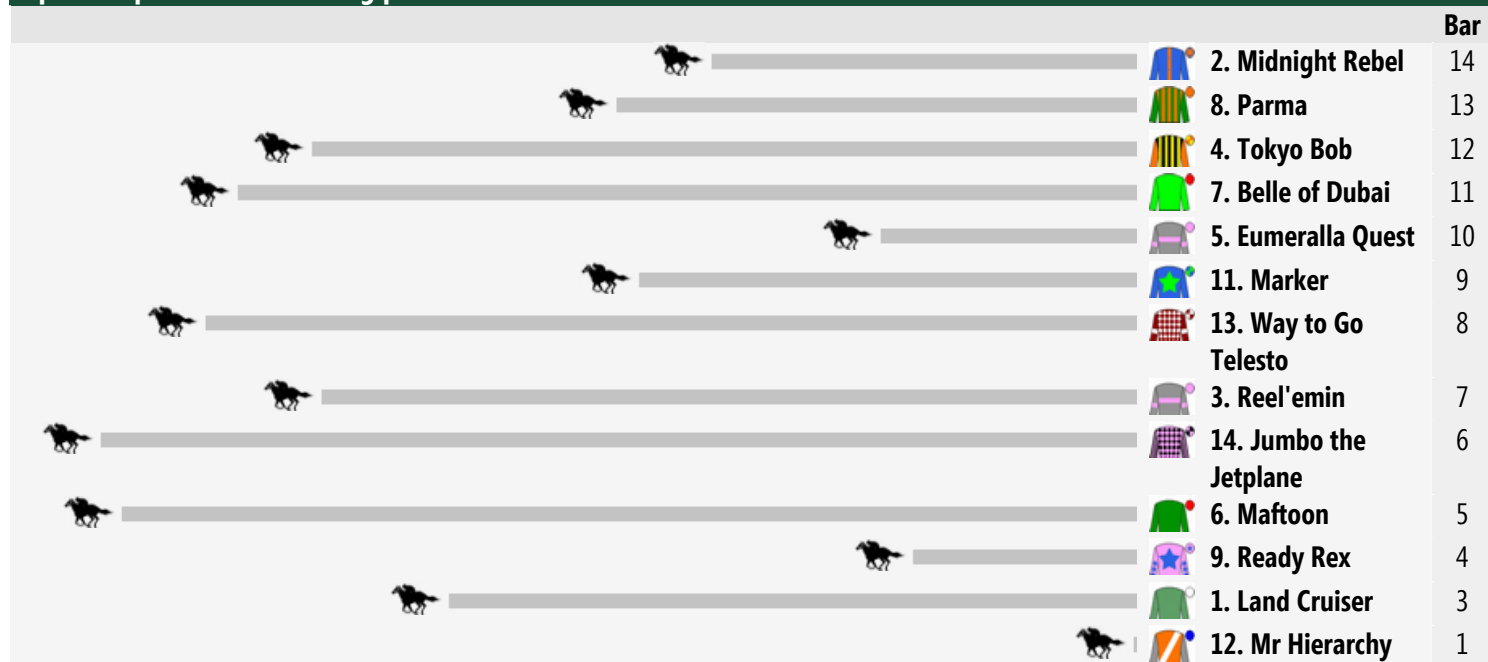 Bar
2. Midnight Rebel 14
8. Parma 13
4. Tokyo Bob 12
7. Belle of Dubai 11
5. Eumeralla Quest 10
11. Marker 9
13. Way to Go 8
Telesto
3. Reel'emin 7
14. Jumbo the 6
Jetplane
6. Maftoon 5
9. Ready Rex 4
1. Land Cruiser 3
12. Mr Hierarchy 1